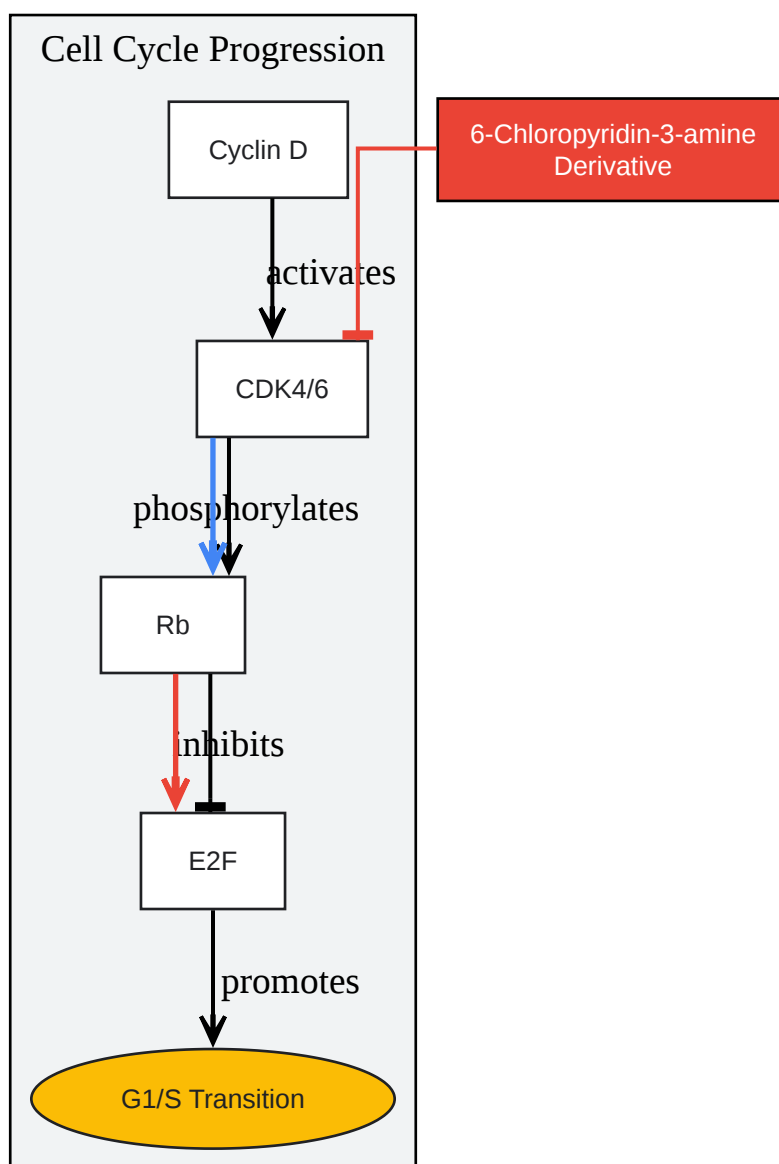 Cell Cycle Progression
Cyclin D
6-Chloropyridin-3-amine
Derivative
activates
CDK4/6
phosphorylates
Rb
inhibits
E2F
promotes
G1/S Transition